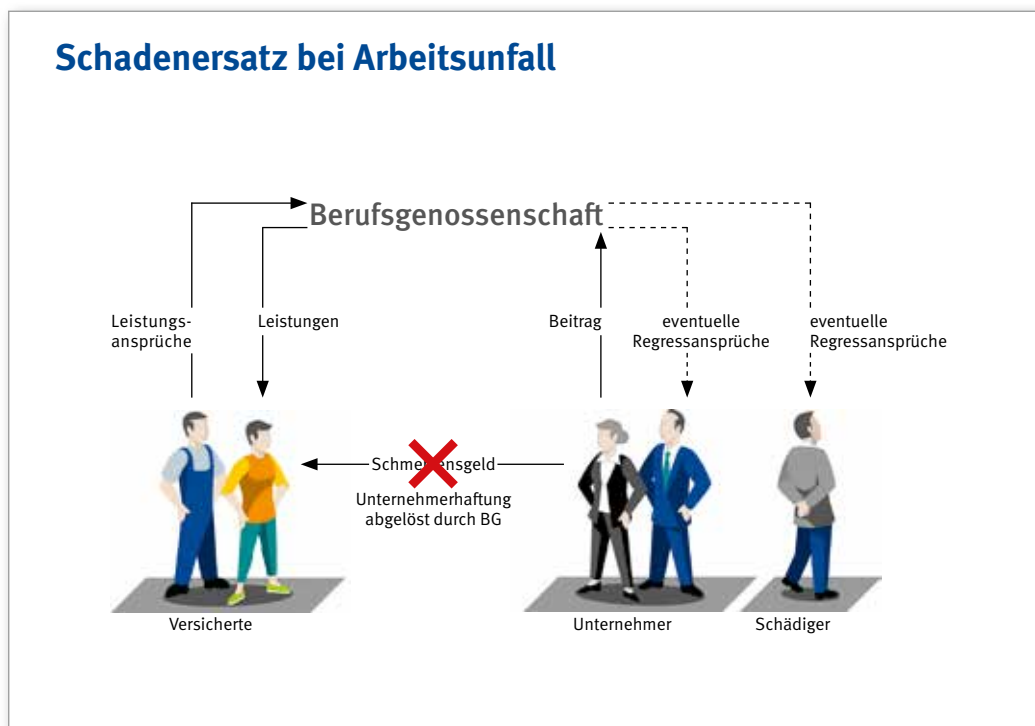 Schadenersatz bei Arbeitsunfall
Berufsgenossenschaft
Leistungs-
ansprüche
Leistungen
Beitrag
eventuelle
Regressansprüche
eventuelle
Regressansprüche
Schmerzensgeld
Unternehmerhaftung
abgelöst durch BG
Versicherte
Unternehmer
Schädiger